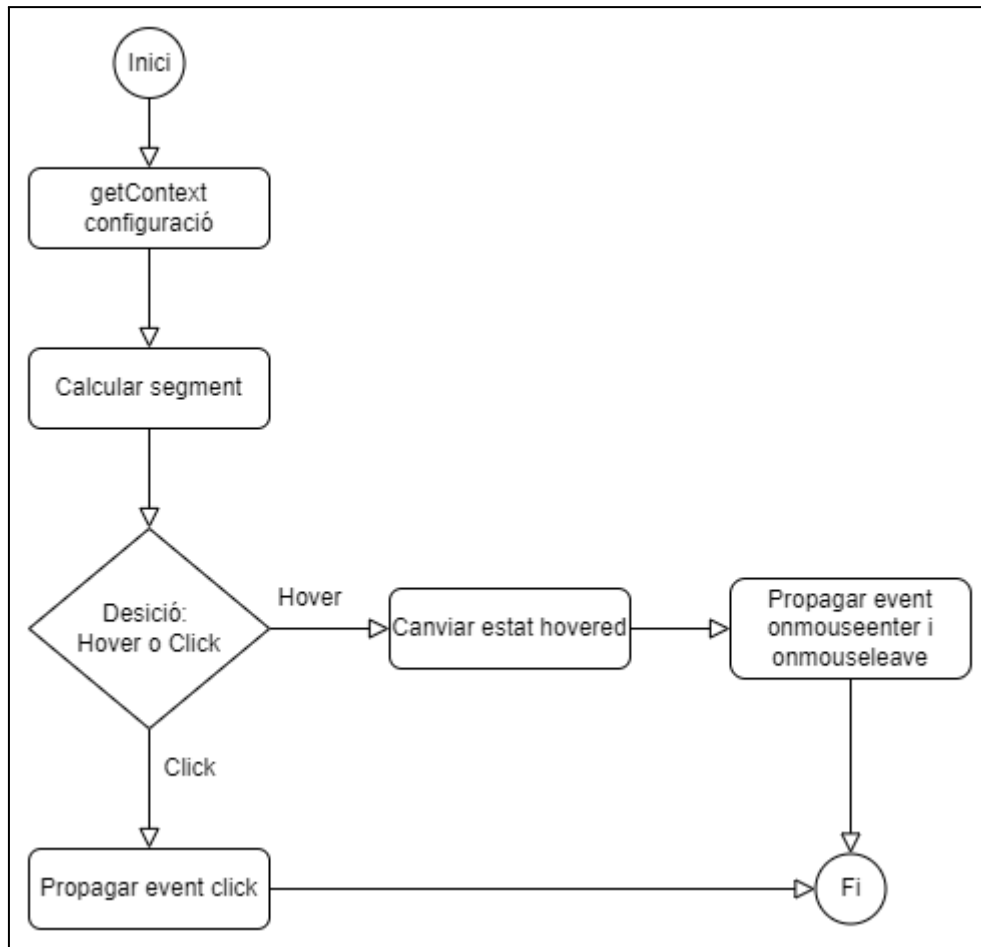 Inici
getContext
configuració
Calcular segment
Desició:
Hover o Click
Hover
Canviar estat hovered
Propagar event
onmouseenter i
onmouseleave
Click
Propagar event click
Fi